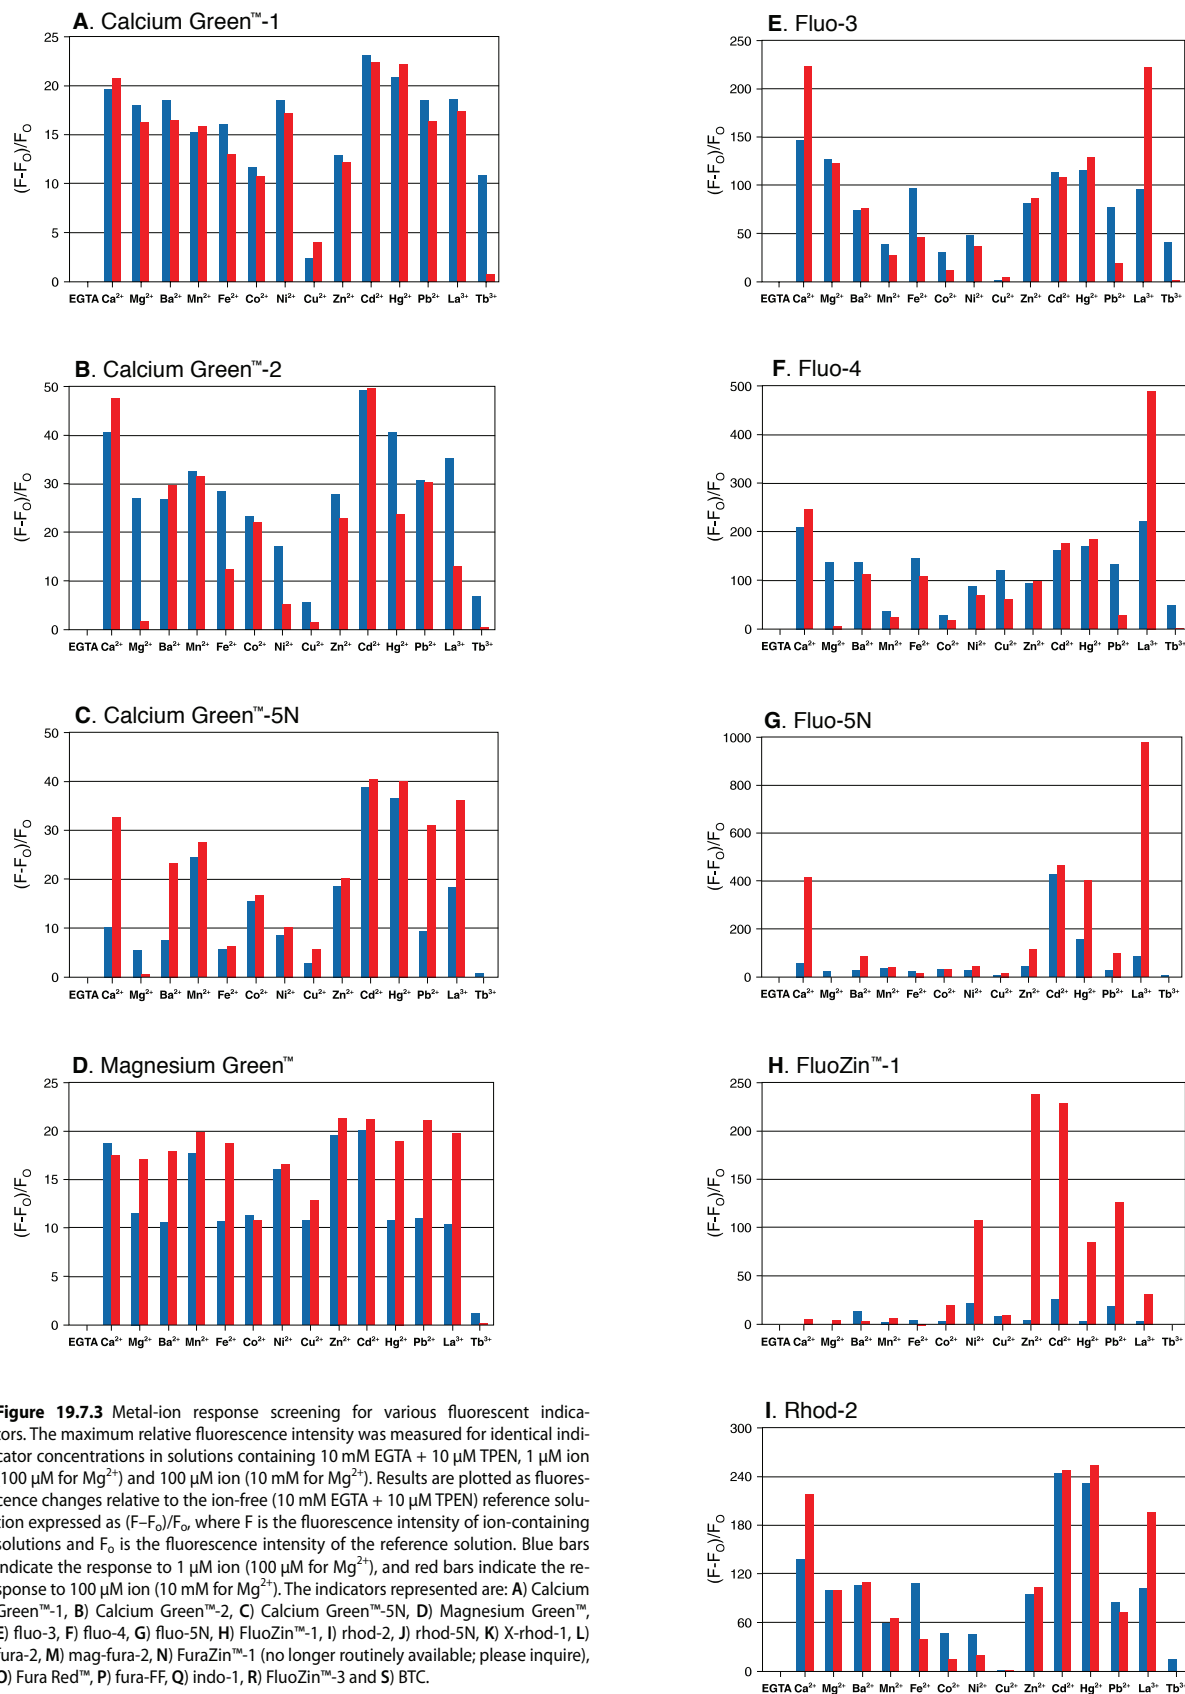 A. Calcium Green™-1
25
20
15
10
5
0
(F-FO)/FO
EGTA Ca2+ Mg2+ Ba2+ Mn2+ Fe2+ Co2+ Ni2+ Cu2+ Zn2+ Cd2+ Hg2+ Pb2+ La3+ Tb3+
B. Calcium Green™-2
50
40
30
20
10
0
(F-FO)/FO
EGTA Ca2+ Mg2+ Ba2+ Mn2+ Fe2+ Co2+ Ni2+ Cu2+ Zn2+ Cd2+ Hg2+ Pb2+ La3+ Tb3+
C. Calcium Green™-5N
50
40
30
20
10
0
(F-FO)/FO
EGTA Ca2+ Mg2+ Ba2+ Mn2+ Fe2+ Co2+ Ni2+ Cu2+ Zn2+ Cd2+ Hg2+ Pb2+ La3+ Tb3+
D. Magnesium Green™
25
20
15
10
5
0
(F-FO)/FO
EGTA Ca2+ Mg2+ Ba2+ Mn2+ Fe2+ Co2+ Ni2+ Cu2+ Zn2+ Cd2+ Hg2+ Pb2+ La3+ Tb3+
Figure 19.7.3 Metal-ion response screening for various fluorescent indica-
tors. The maximum relative fluorescence intensity was measured for identical indi-
cator concentrations in solutions containing 10 mM EGTA + 10 µM TPEN, 1 µM ion
100 µM for Mg2+) and 100 µM ion (10 mM for Mg2+). Results are plotted as fluores-
cence changes relative to the ion-free (10 mM EGTA + 10 µM TPEN) reference solu-
tion expressed as (F–Fo)/Fo, where F is the fluorescence intensity of ion-containing
solutions and Fo is the fluorescence intensity of the reference solution. Blue bars
indicate the response to 1 µM ion (100 µM for Mg2+), and red bars indicate the re-
sponse to 100 µM ion (10 mM for Mg2+). The indicators represented are: A) Calcium
Green™-1, B) Calcium Green™-2, C) Calcium Green™-5N, D) Magnesium Green™,
E) fluo-3, F) fluo-4, G) fluo-5N, H) FluoZin™-1, I) rhod-2, J) rhod-5N, K) X-rhod-1, L)
fura-2, M) mag-fura-2, N) FuraZin™-1 (no longer routinely available; please inquire),
O) Fura Red™, P) fura-FF, Q) indo-1, R) FluoZin™-3 and S) BTC.
E. Fluo-3
250
200
150
100
50
0
(F-FO)/FO
EGTA Ca2+ Mg2+ Ba2+ Mn2+ Fe2+ Co2+ Ni2+ Cu2+ Zn2+ Cd2+ Hg2+ Pb2+ La3+ Tb3+
F. Fluo-4
500
400
300
200
100
0
(F-FO)/FO
EGTA Ca2+ Mg2+ Ba2+ Mn2+ Fe2+ Co2+ Ni2+ Cu2+ Zn2+ Cd2+ Hg2+ Pb2+ La3+ Tb3+
G. Fluo-5N
1000
800
600
400
200
0
(F-FO)/FO
EGTA Ca2+ Mg2+ Ba2+ Mn2+ Fe2+ Co2+ Ni2+ Cu2+ Zn2+ Cd2+ Hg2+ Pb2+ La3+ Tb3+
H. FluoZin™-1
250
200
150
100
50
0
(F-FO)/FO
EGTA Ca2+ Mg2+ Ba2+ Mn2+ Fe2+ Co2+ Ni2+ Cu2+ Zn2+ Cd2+ Hg2+ Pb2+ La3+ Tb3+
I. Rhod-2
300
240
180
120
60
0
(F-FO)/FO
EGTA Ca2+ Mg2+ Ba2+ Mn2+ Fe2+ Co2+ Ni2+ Cu2+ Zn2+ Cd2+ Hg2+ Pb2+ La3+ Tb3+